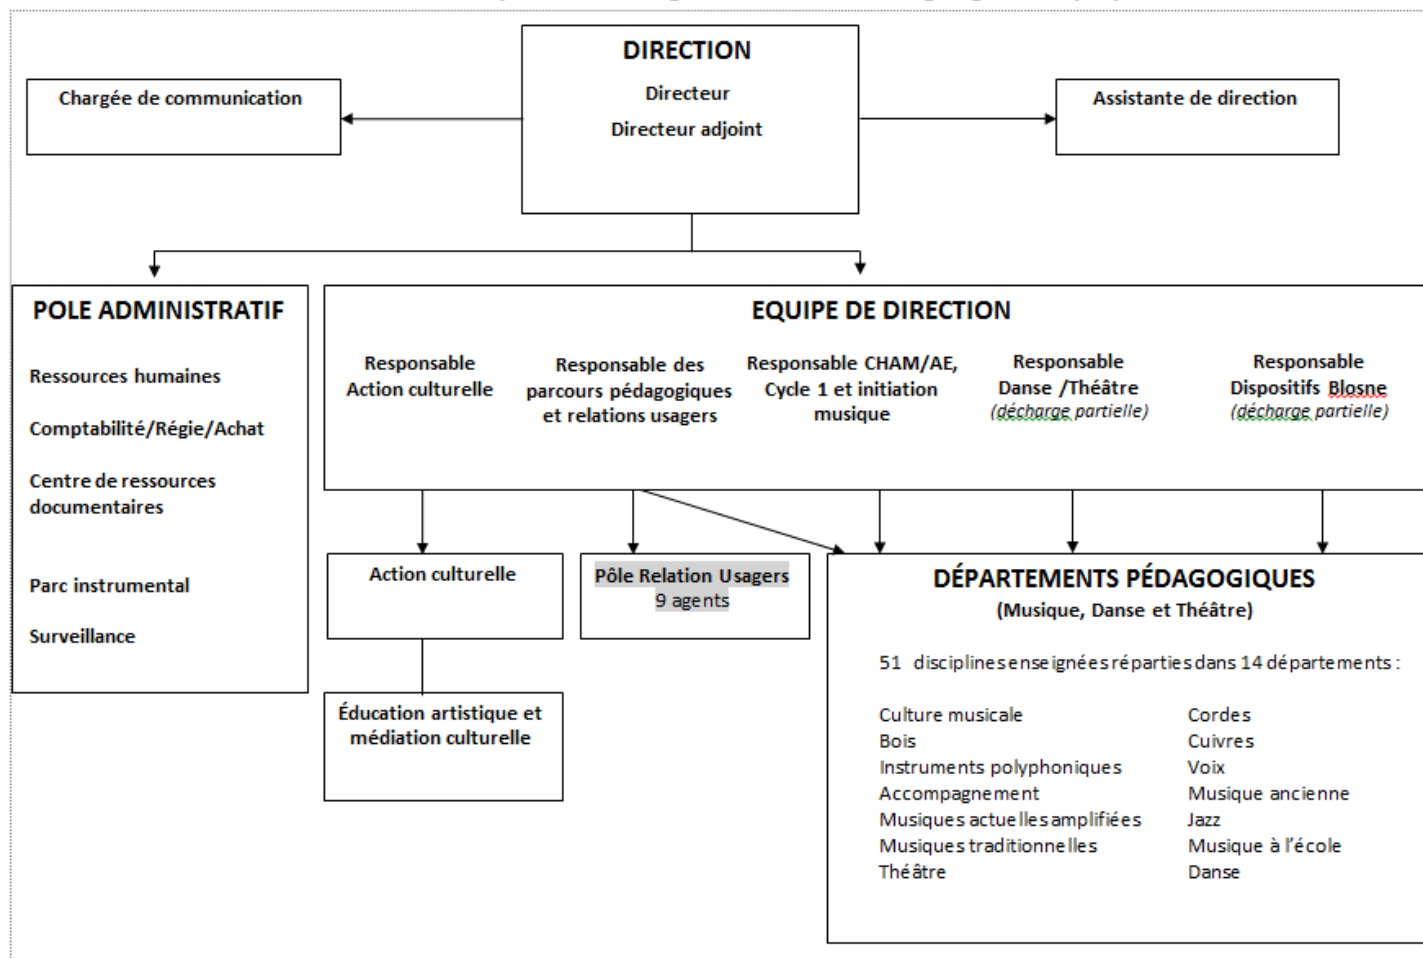 DIRECTION
Directeur
Directeur adjoint
Chargée de communication
Assistante de direction
POLE ADMINISTRATIF
Ressources humaines
Comptabilité/Régie/Achat
Centre de ressources
documentaires
Parc instrumental
Surveillance
EQUIPE DE DIRECTION
Responsable
Action culturelle
Responsable des
parcours pédagogiques
et relations usagers
Responsable CHAM/AE,
Cycle 1 et initiation
musique
Responsable
Danse /Théâtre
(décharge partielle)
Responsable
Dispositifs Blosne
(décharge partielle)
Action culturelle
Éducation artistique et
médiation culturelle
Pôle Relation Usagers
9 agents
DÉPARTEMENTS PÉDAGOGIQUES
(Musique, Danse et Théâtre)
51 disciplines enseignées réparties dans 14 départements :
Culture musicale
Bois
Instruments polyphoniques
Accompagnement
Musiques actuelles amplifiées
Musiques traditionnelles
Théâtre
Cordes
Cuivres
Voix
Musique ancienne
Jazz
Musique à l'école
Danse